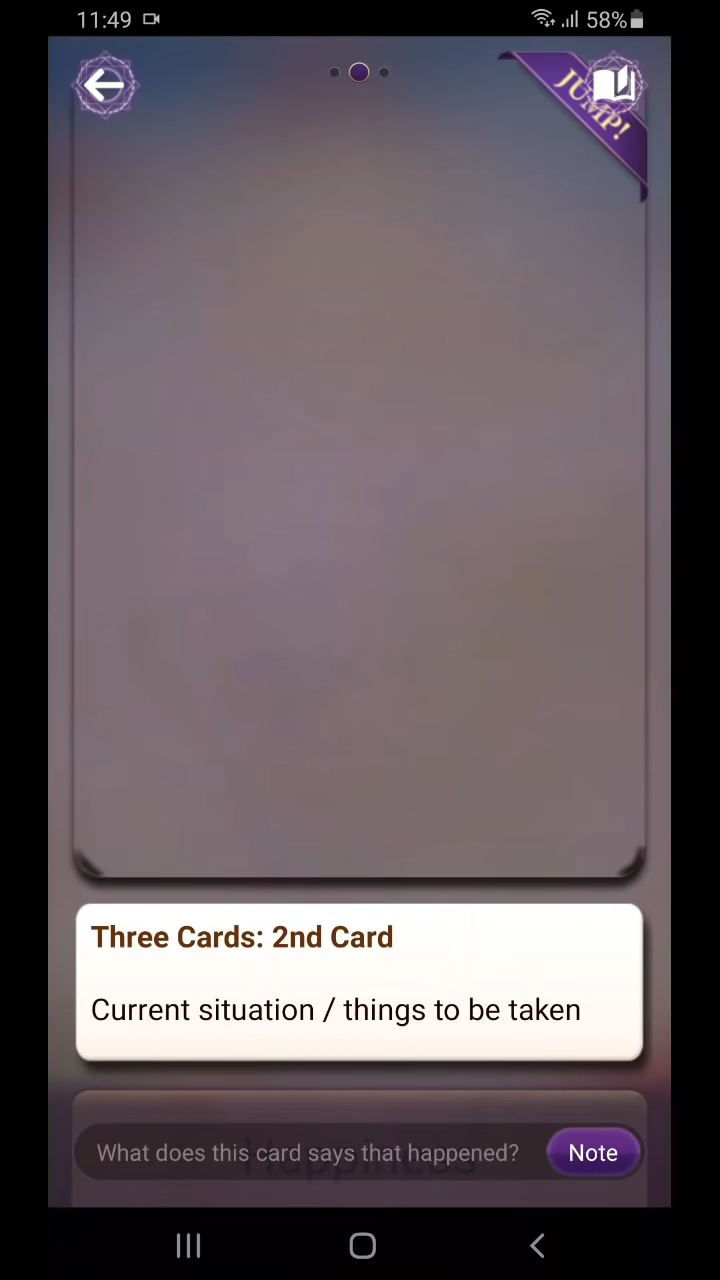 11:49
58%
JUMP!
Three Cards: 2nd Card
Current situation / things to be taken
Happiness
What does this card says that happened?
Note